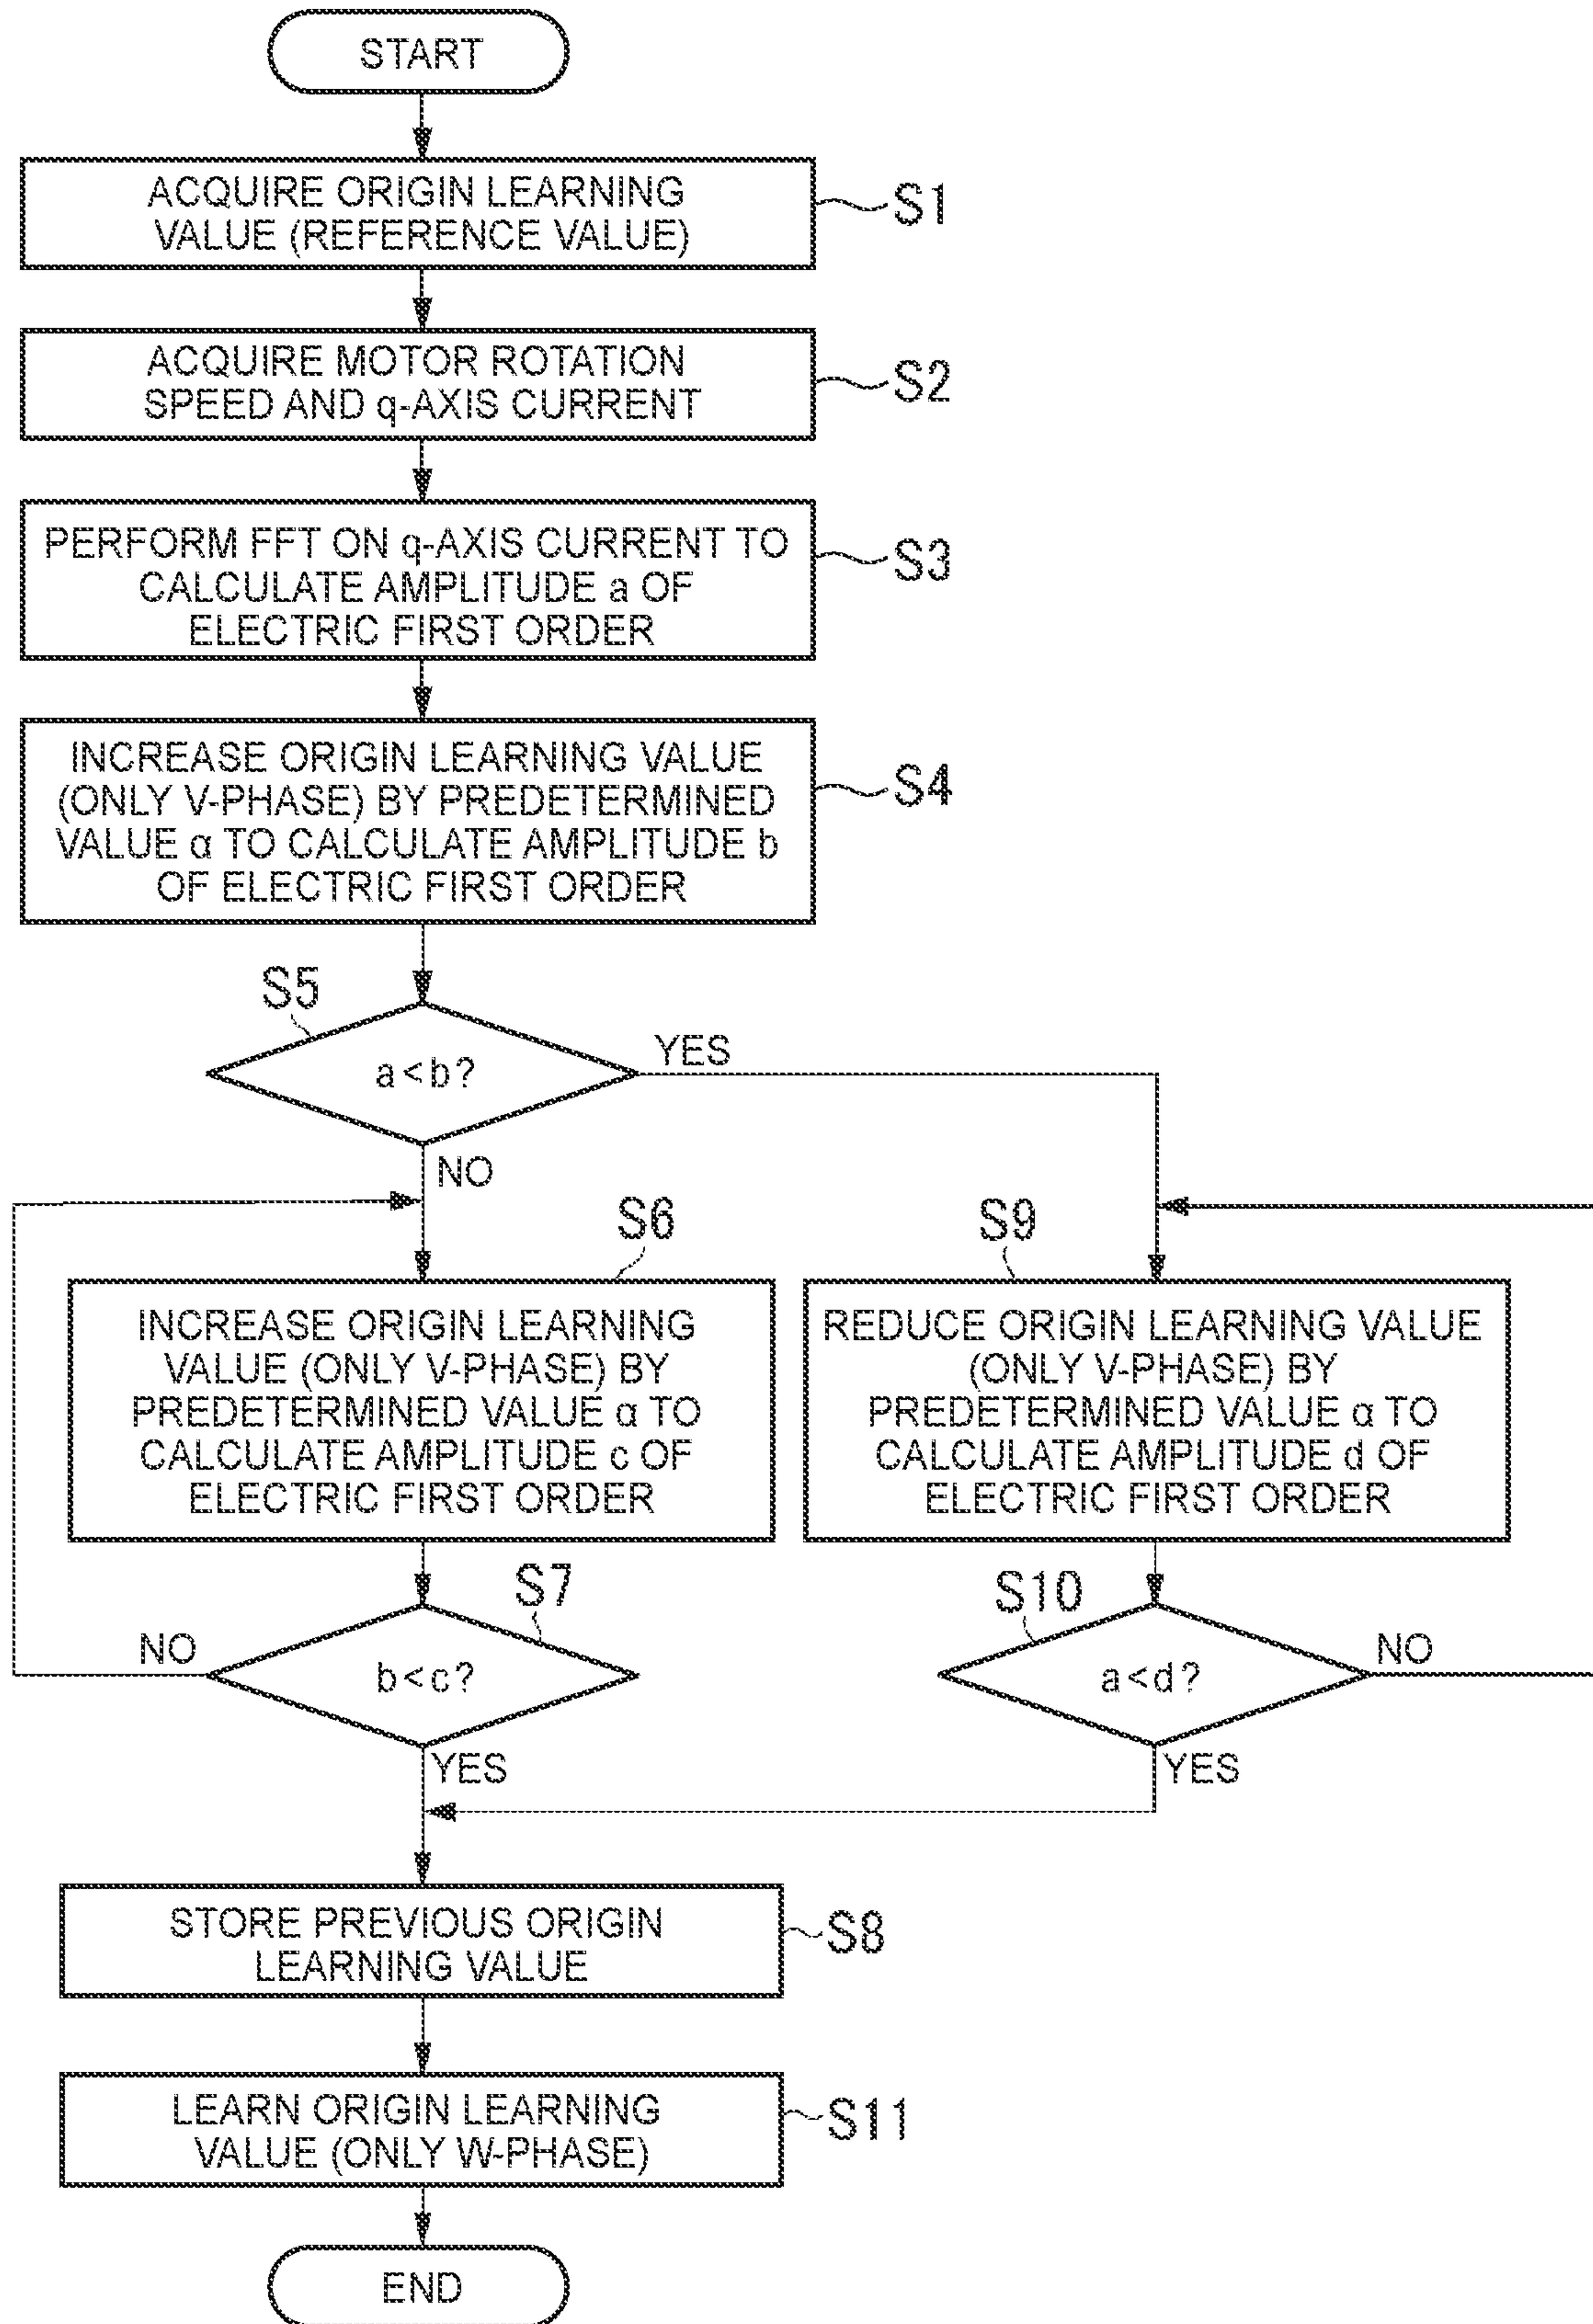 START
ACQUIRE ORIGIN LEARNING
VALUE (REFERENCE VALUE)
S1
ACQUIRE MOTOR ROTATION
SPEED AND q-AXIS CURRENT
S2
PERFORM FFT ON q-AXIS CURRENT TO
CALCULATE AMPLITUDE a OF
ELECTRIC FIRST ORDER
S3
INCREASE ORIGIN LEARNING VALUE
(ONLY V-PHASE) BY PREDETERMINED
VALUE α TO CALCULATE AMPLITUDE b
OF ELECTRIC FIRST ORDER
S4
S5
a<b?
YES
NO
S6
INCREASE ORIGIN LEARNING
VALUE (ONLY V-PHASE) BY
PREDETERMINED VALUE α TO
CALCULATE AMPLITUDE c OF
ELECTRIC FIRST ORDER
S9
REDUCE ORIGIN LEARNING VALUE
(ONLY V-PHASE) BY
PREDETERMINED VALUE α TO
CALCULATE AMPLITUDE d OF
ELECTRIC FIRST ORDER
S7
NO
b<c?
YES
S10
a<d?
NO
YES
STORE PREVIOUS ORIGIN
LEARNING VALUE
S8
LEARN ORIGIN LEARNING
VALUE (ONLY W-PHASE)
S11
END